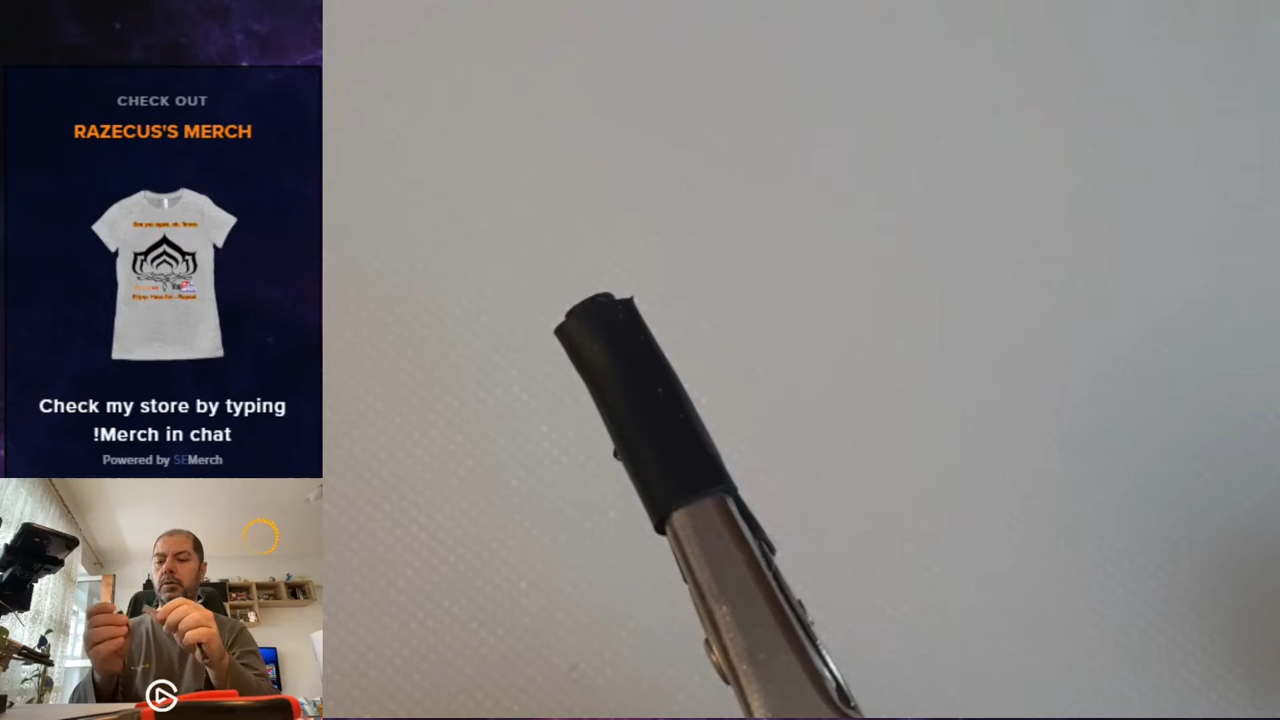 CHECK OUT
RAZECUS'S MERCH
Check my store by typing
!Merch in chat
Powered by SEMerch